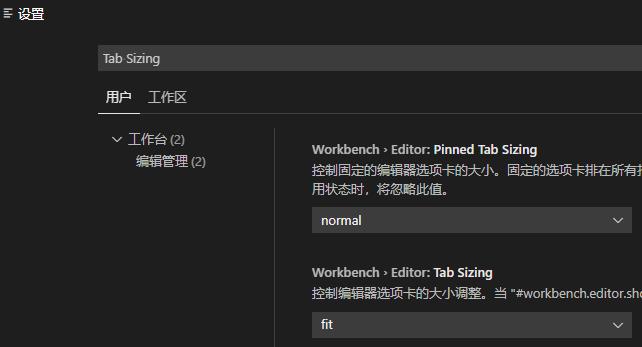 设置
Tab Sizing
用户 工作区
工作台 (2)
编辑管理 (2)
Workbench › Editor: Pinned Tab Sizing
控制固定的编辑器选项卡的大小。固定的选项卡排在所有
用状态时，将忽略此值。
normal
Workbench › Editor: Tab Sizing
控制编辑器选项卡的大小调整。当 "#workbench.editor.sho
fit